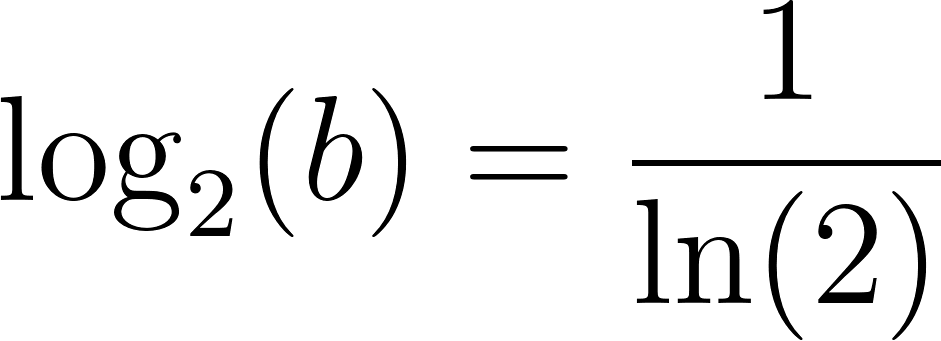 log₂(b) = 1/ln(2)